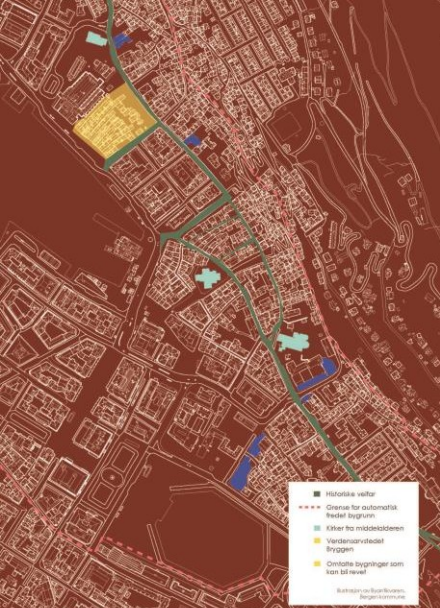 Historiske veifar
Grense for automatisk
fredet bygrunn
Kirker fra middelalderen
Verdensarvstedet
Bryggen
Omtalte bygninger som
kan bli revet
Illustrasjon av Byantikvaren,
Bergen kommune